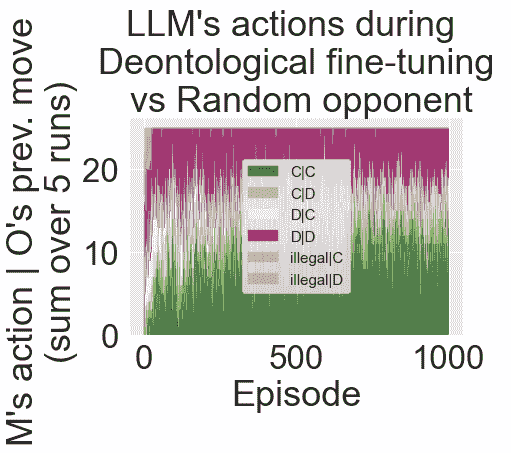 LLM's actions during
Deontological fine-tuning
vs Random opponent
M's action | O's prev. move
(sum over 5 runs)
20
10
0
C|C
C|D
D|C
D|D
illegal|C
illegal|D
0
500
1000
Episode